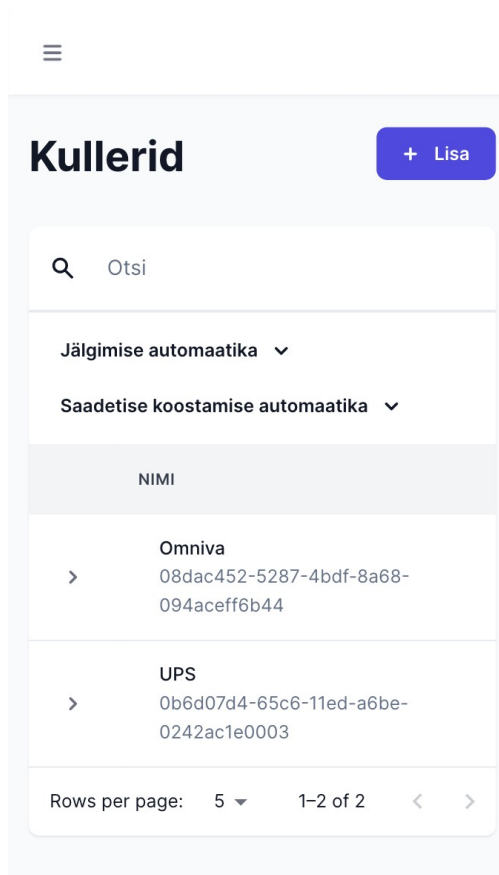 Kullerid
+ Lisa
Otsi
Jälgimise automaatika
Saadetise koostamise automaatika
NIMI
Omniva
08dac452-5287-4bdf-8a68-
094aceff6b44
UPS
0b6d07d4-65c6-11ed-a6be-
0242ac1e0003
Rows per page: 5 1–2 of 2